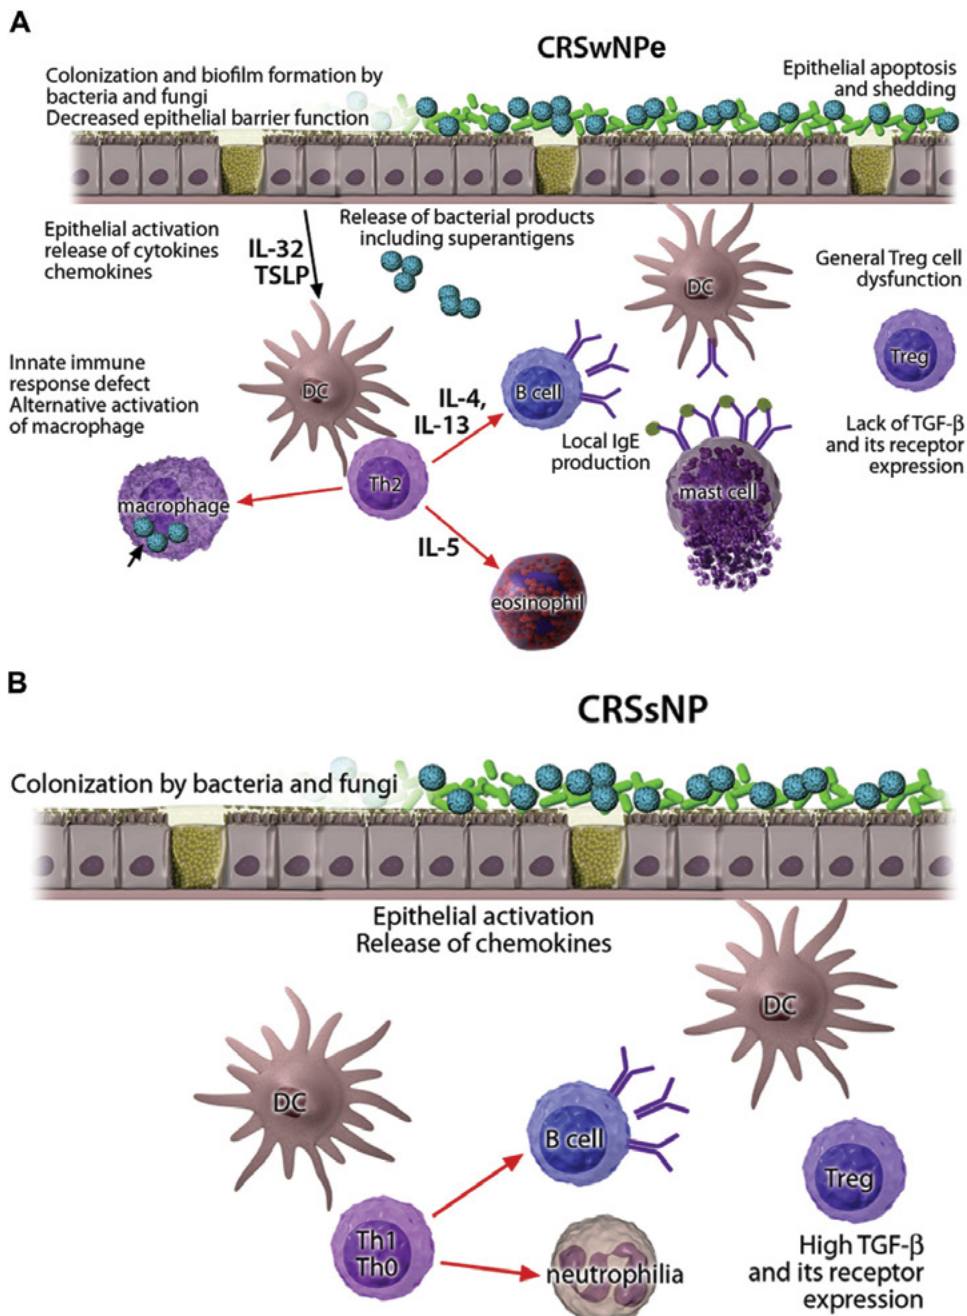 A
CRSwNPe
Colonization and biofilm formation by
bacteria and fungi
Decreased epithelial barrier function
Epithelial apoptosis
and shedding
Epithelial activation
release of cytokines
chemokines
IL-32
TSLP
Release of bacterial products
including superantigens
DC
General Treg cell
dysfunction
Treg
Innate immune
response defect
Alternative activation
of macrophage
DC
IL-4,
IL-13
B cell
Local IgE
production
Lack of TGF-β
and its receptor
expression
macrophage
Th2
mast cell
IL-5
eosinophil
B
CRSsNP
Colonization by bacteria and fungi
Epithelial activation
Release of chemokines
DC
DC
B cell
Treg
Th1
Th0
neutrophilia
High TGF-β
and its receptor
expression